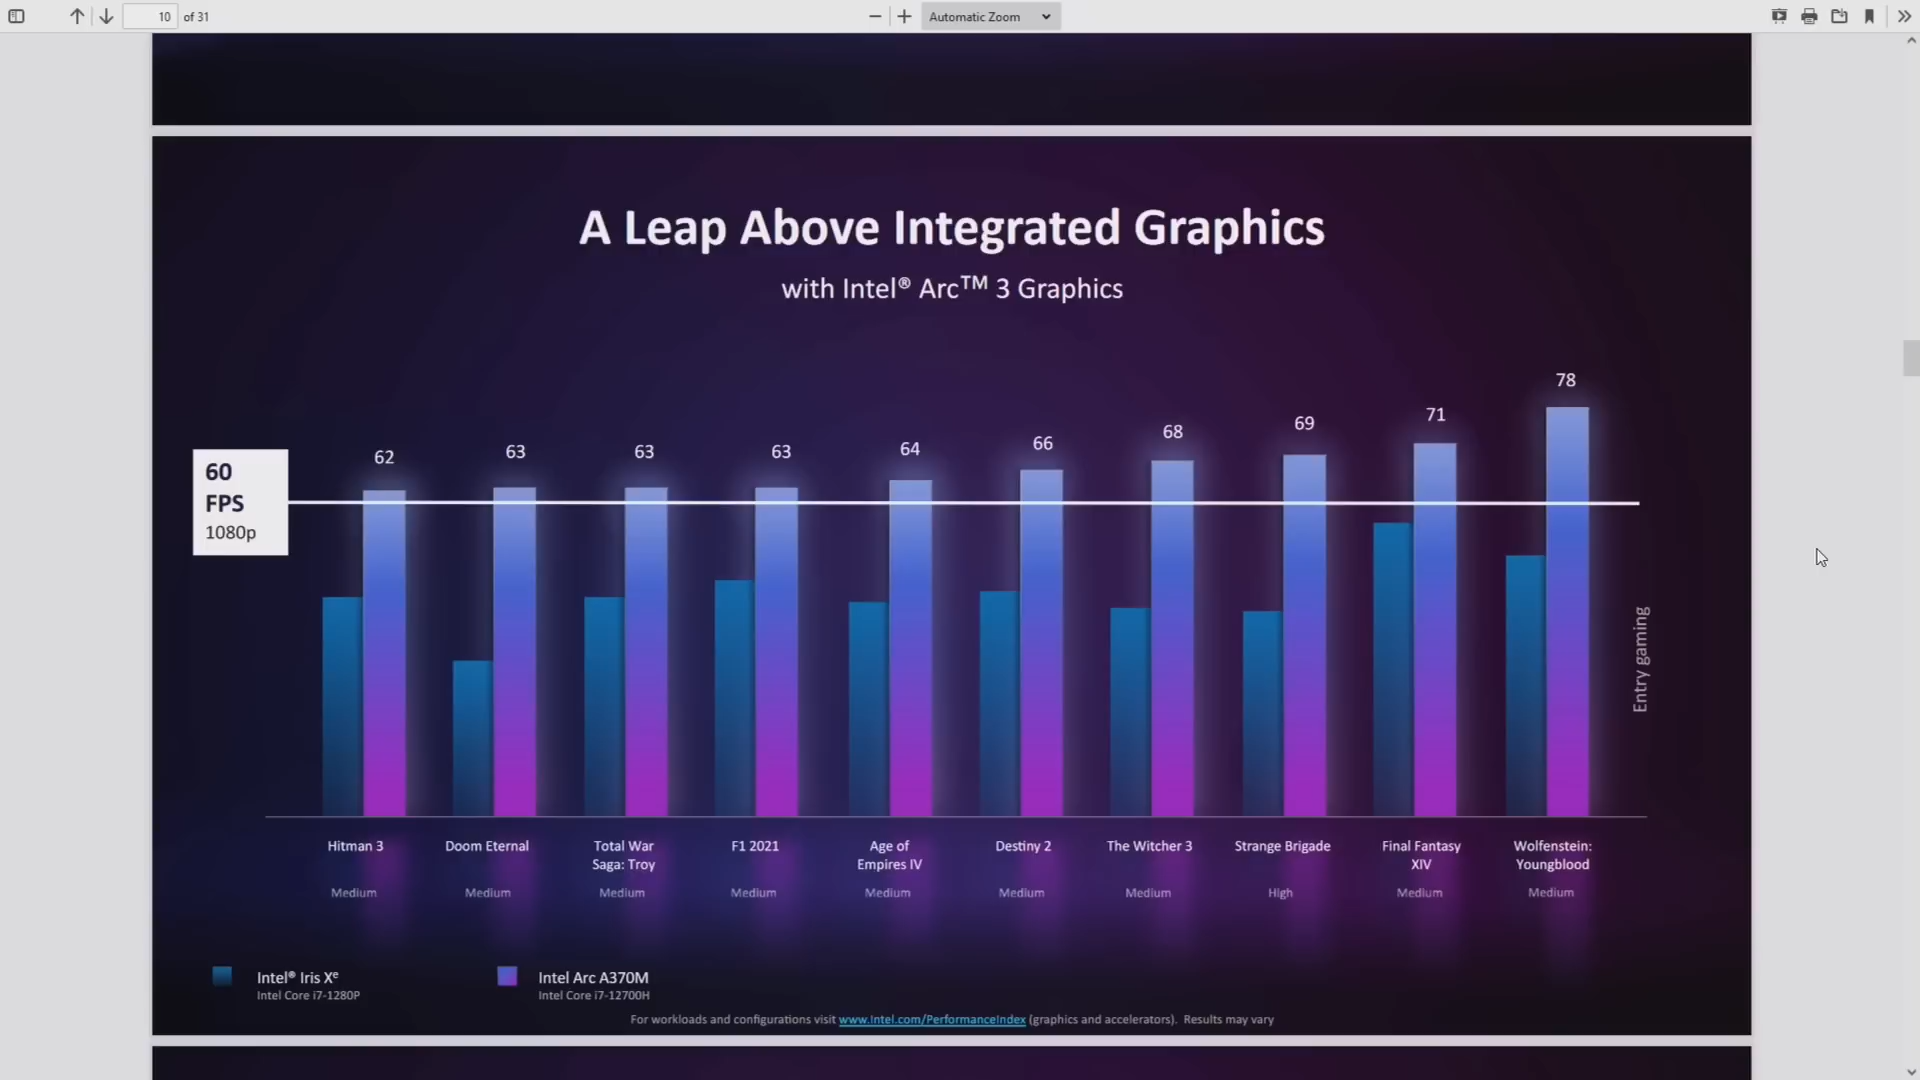 10 of 31
Automatic Zoom
A Leap Above Integrated Graphics
with Intel® Arc™ 3 Graphics
60
FPS
1080p
62
63
63
63
64
66
68
69
71
78
Entry gaming
Hitman 3
Medium
Doom Eternal
Medium
Total War
Saga: Troy
Medium
F1 2021
Medium
Age of
Empires IV
Medium
Destiny 2
Medium
The Witcher 3
Medium
Strange Brigade
High
Final Fantasy
XIV
Medium
Wolfenstein:
Youngblood
Medium
Intel® Iris Xᵉ
Intel Core i7-1280P
Intel Arc A370M
Intel Core i7-12700H
For workloads and configurations visit www.Intel.com/PerformanceIndex (graphics and accelerators). Results may vary